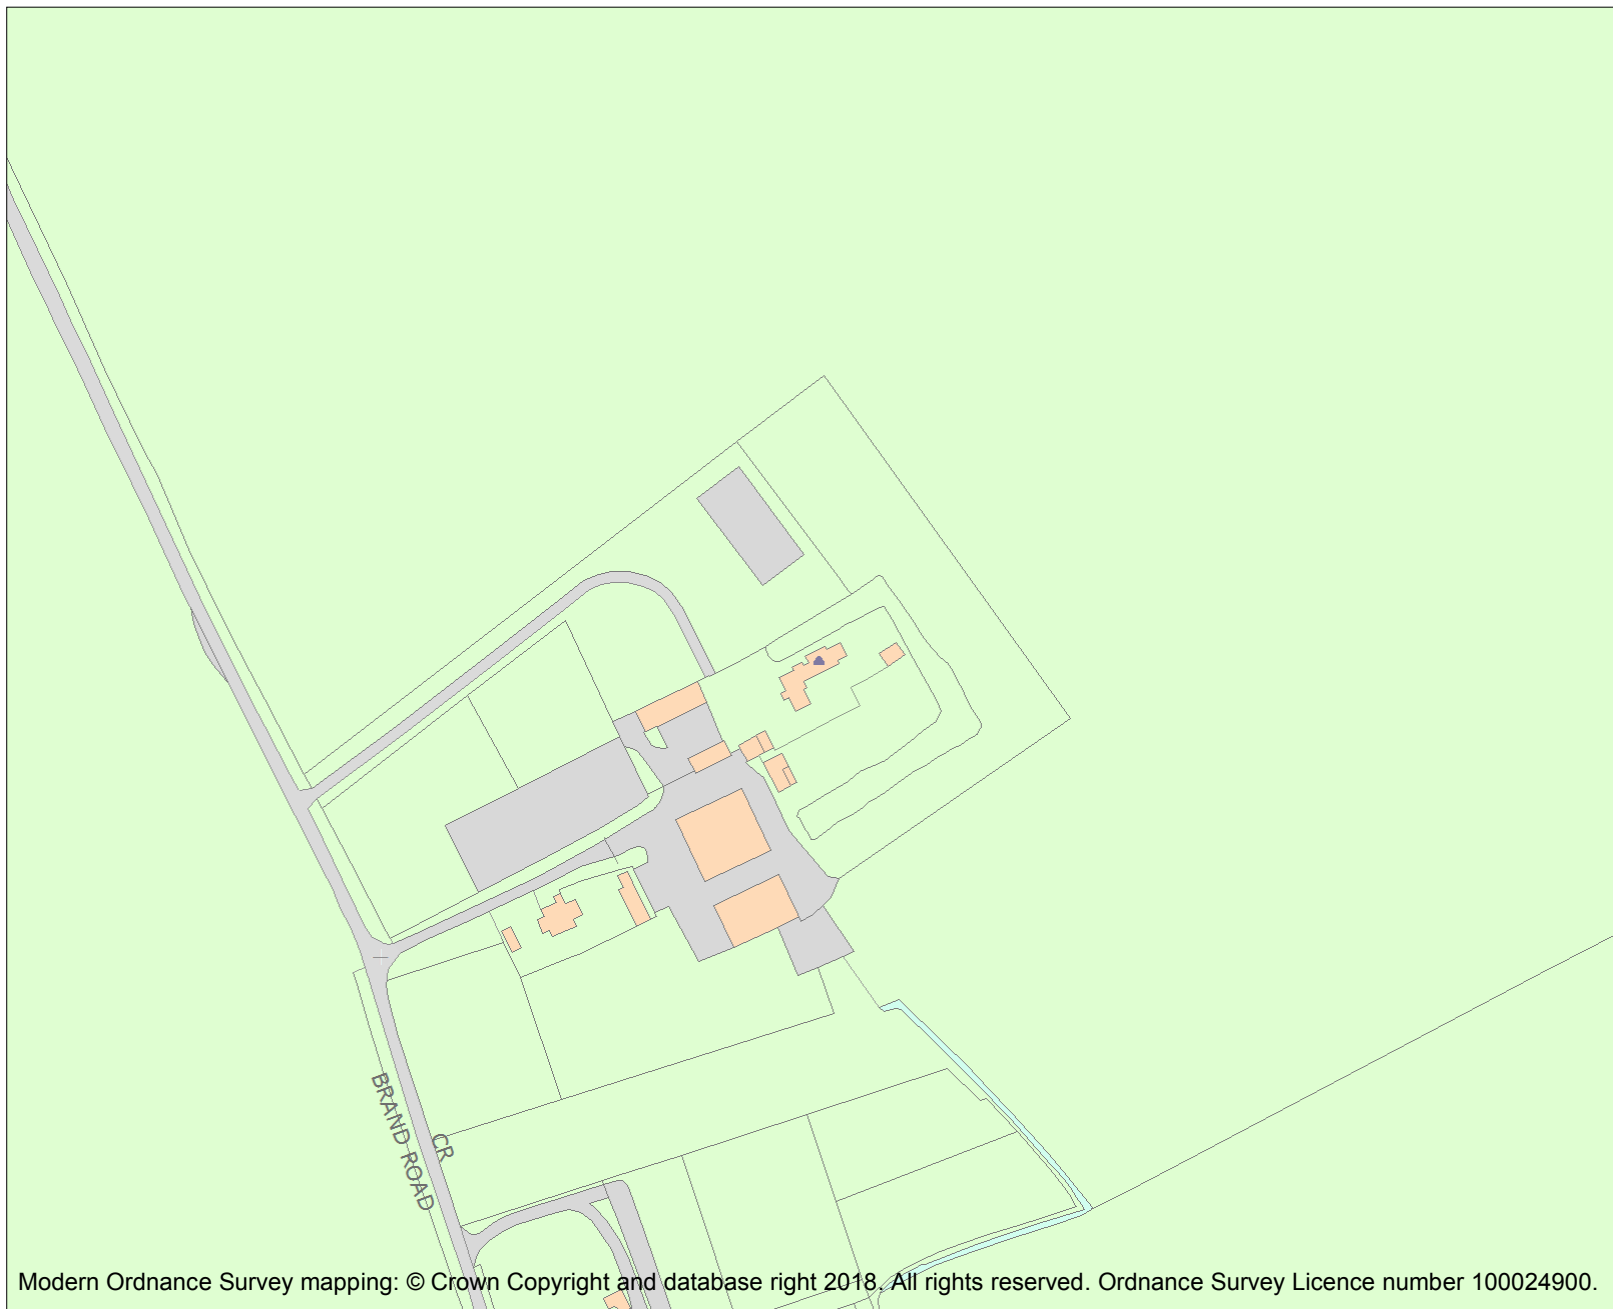 BRAND ROAD
CR
Modern Ordnance Survey mapping: © Crown Copyright and database right 2018. All rights reserved. Ordnance Survey Licence number 100024900.